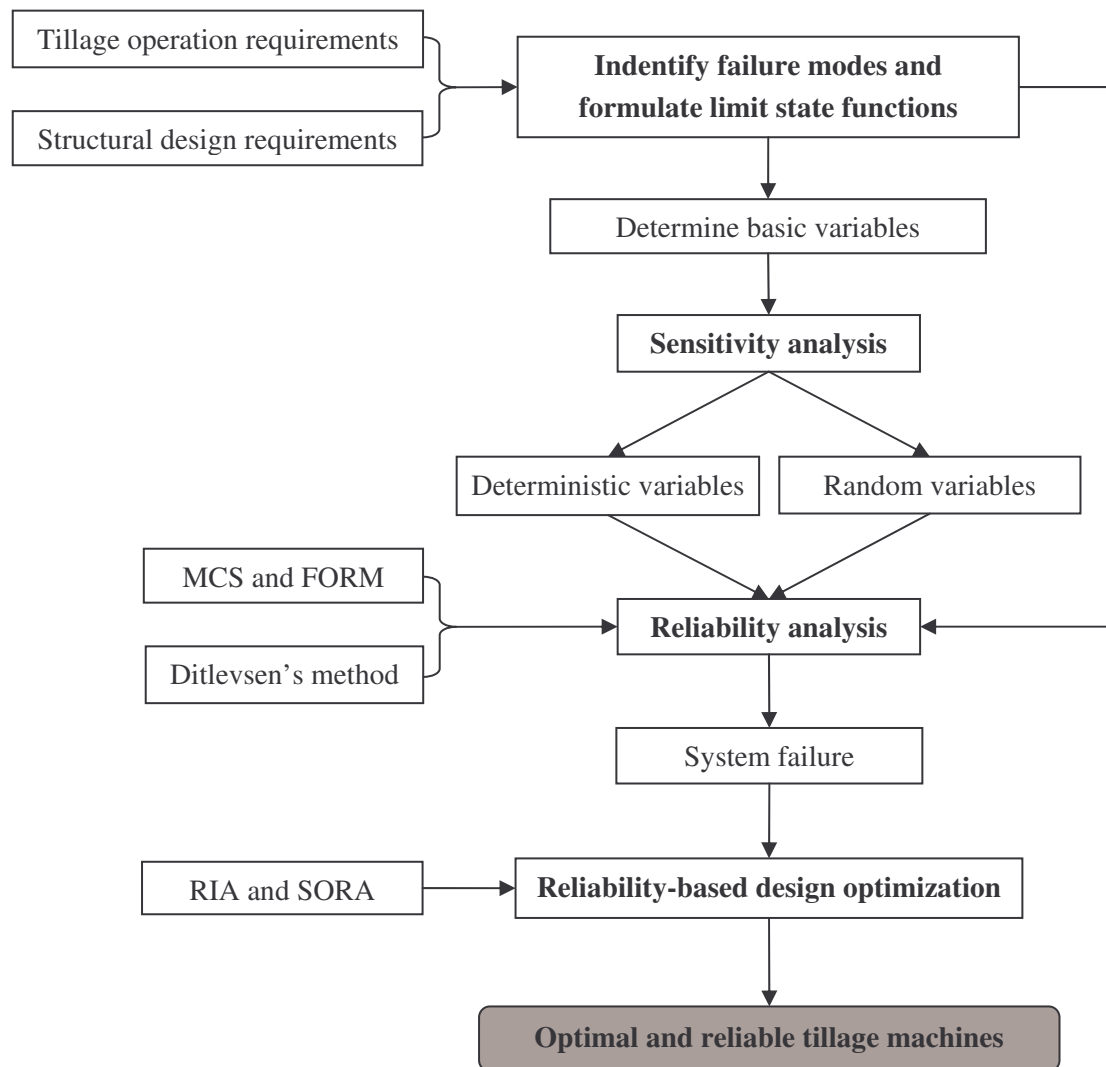 Tillage operation requirements
Structural design requirements
Indentify failure modes and
formulate limit state functions
Determine basic variables
Sensitivity analysis
Deterministic variables
Random variables
MCS and FORM
Ditlevsen’s method
Reliability analysis
System failure
RIA and SORA
Reliability-based design optimization
Optimal and reliable tillage machines